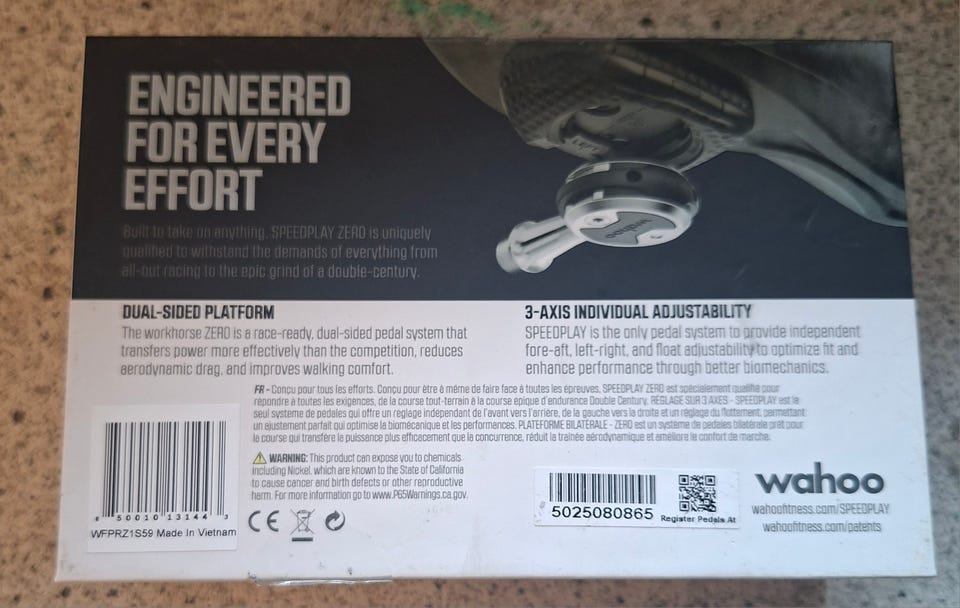 ENGINEERED
FOR EVERY
EFFORT
Built to take on anything, SPEEDPLAY ZERO is uniquely
qualified to withstand the demands of everything from
all-out racing to the epic grind of a double-century.
LEFT
wahoo
DUAL-SIDED PLATFORM
The workhorse ZERO is a race-ready, dual-sided pedal system that
transfers power more effectively than the competition, reduces
aerodynamic drag, and improves walking comfort.
3-AXIS INDIVIDUAL ADJUSTABILITY
SPEEDPLAY is the only pedal system to provide independent
fore-aft, left-right, and float adjustability to optimize fit and
enhance performance through better biomechanics.
FR - Conçu pour tous les efforts. Conçu pour être à même de faire face à toutes les épreuves, SPEEDPLAY ZERO est spécialement qualifié pour
répondre à toutes les exigences, de la course tout-terrain à la course épique d'endurance Double Century. RÉGLAGE SUR 3 AXES - SPEEDPLAY est le
seul système de pédales qui offre un réglage indépendant de l'avant vers l'arrière, de la gauche vers la droite et un réglage du flottement, permettant
un ajustement parfait qui optimise la biomécanique et les performances. PLATEFORME BILATÉRALE - ZERO est un système de pédales bilatérale prêt pour
la course qui transfère la puissance plus efficacement que la concurrence, réduit la traînée aérodynamique et améliore le confort de marche.
WARNING: This product can expose you to chemicals
including Nickel, which are known to the State of California
to cause cancer and birth defects or other reproductive
harm. For more information go to www.P65Warnings.ca.gov.
CE
8 50010 13144 3
WFPRZ1S59 Made in Vietnam
5025080865
Register Pedals At
wahoo
wahoofitness.com/SPEEDPLAY
wahoofitness.com/patents